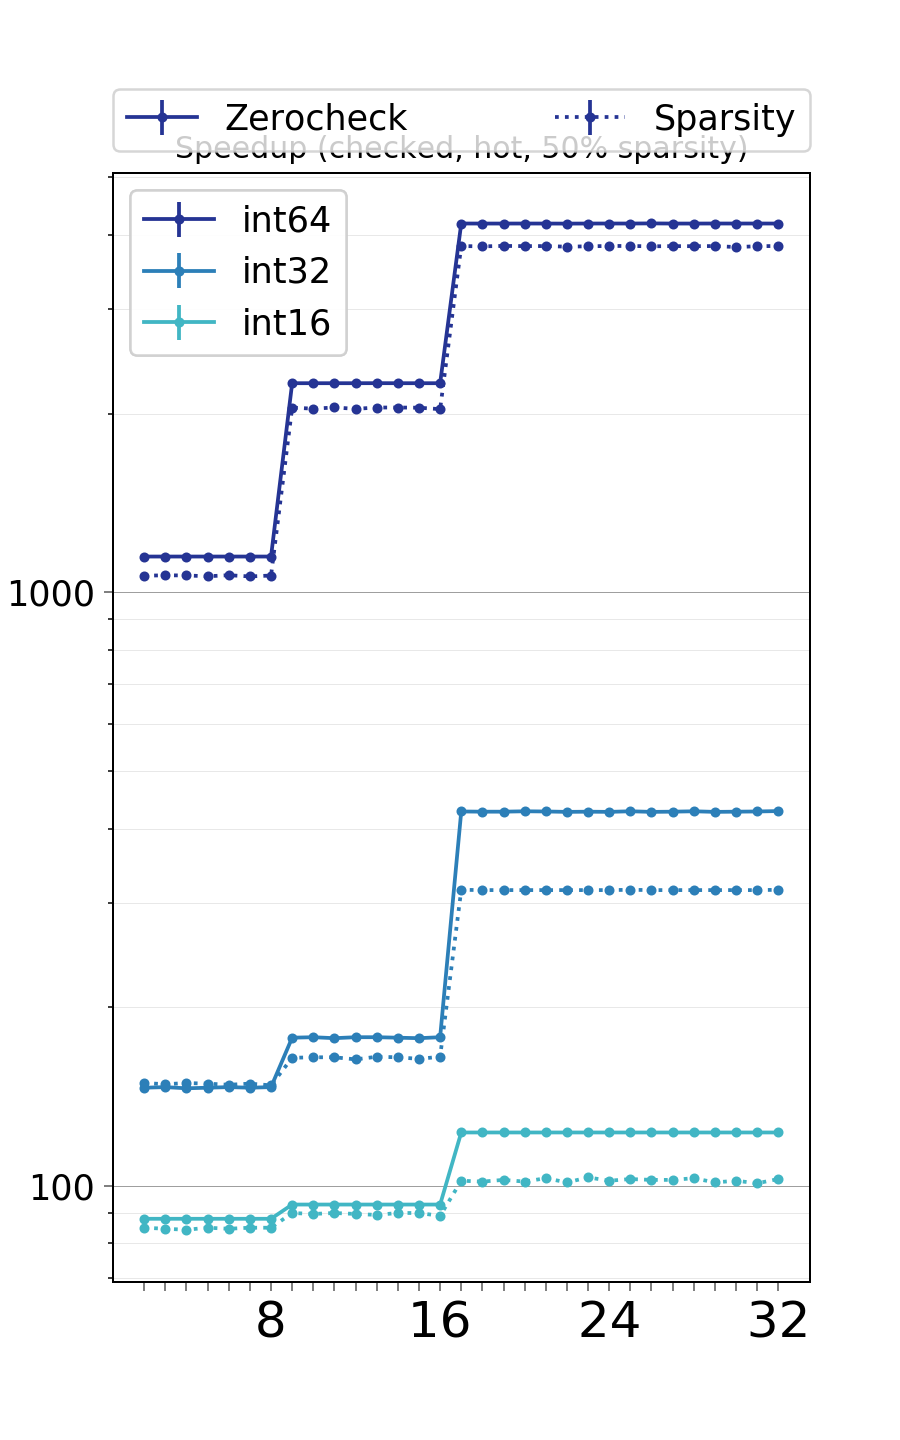 Zerocheck Sparsity
Speedup (checked, hot, 50% sparsity)
int64
int32
int16
1000
100
8 16 24 32